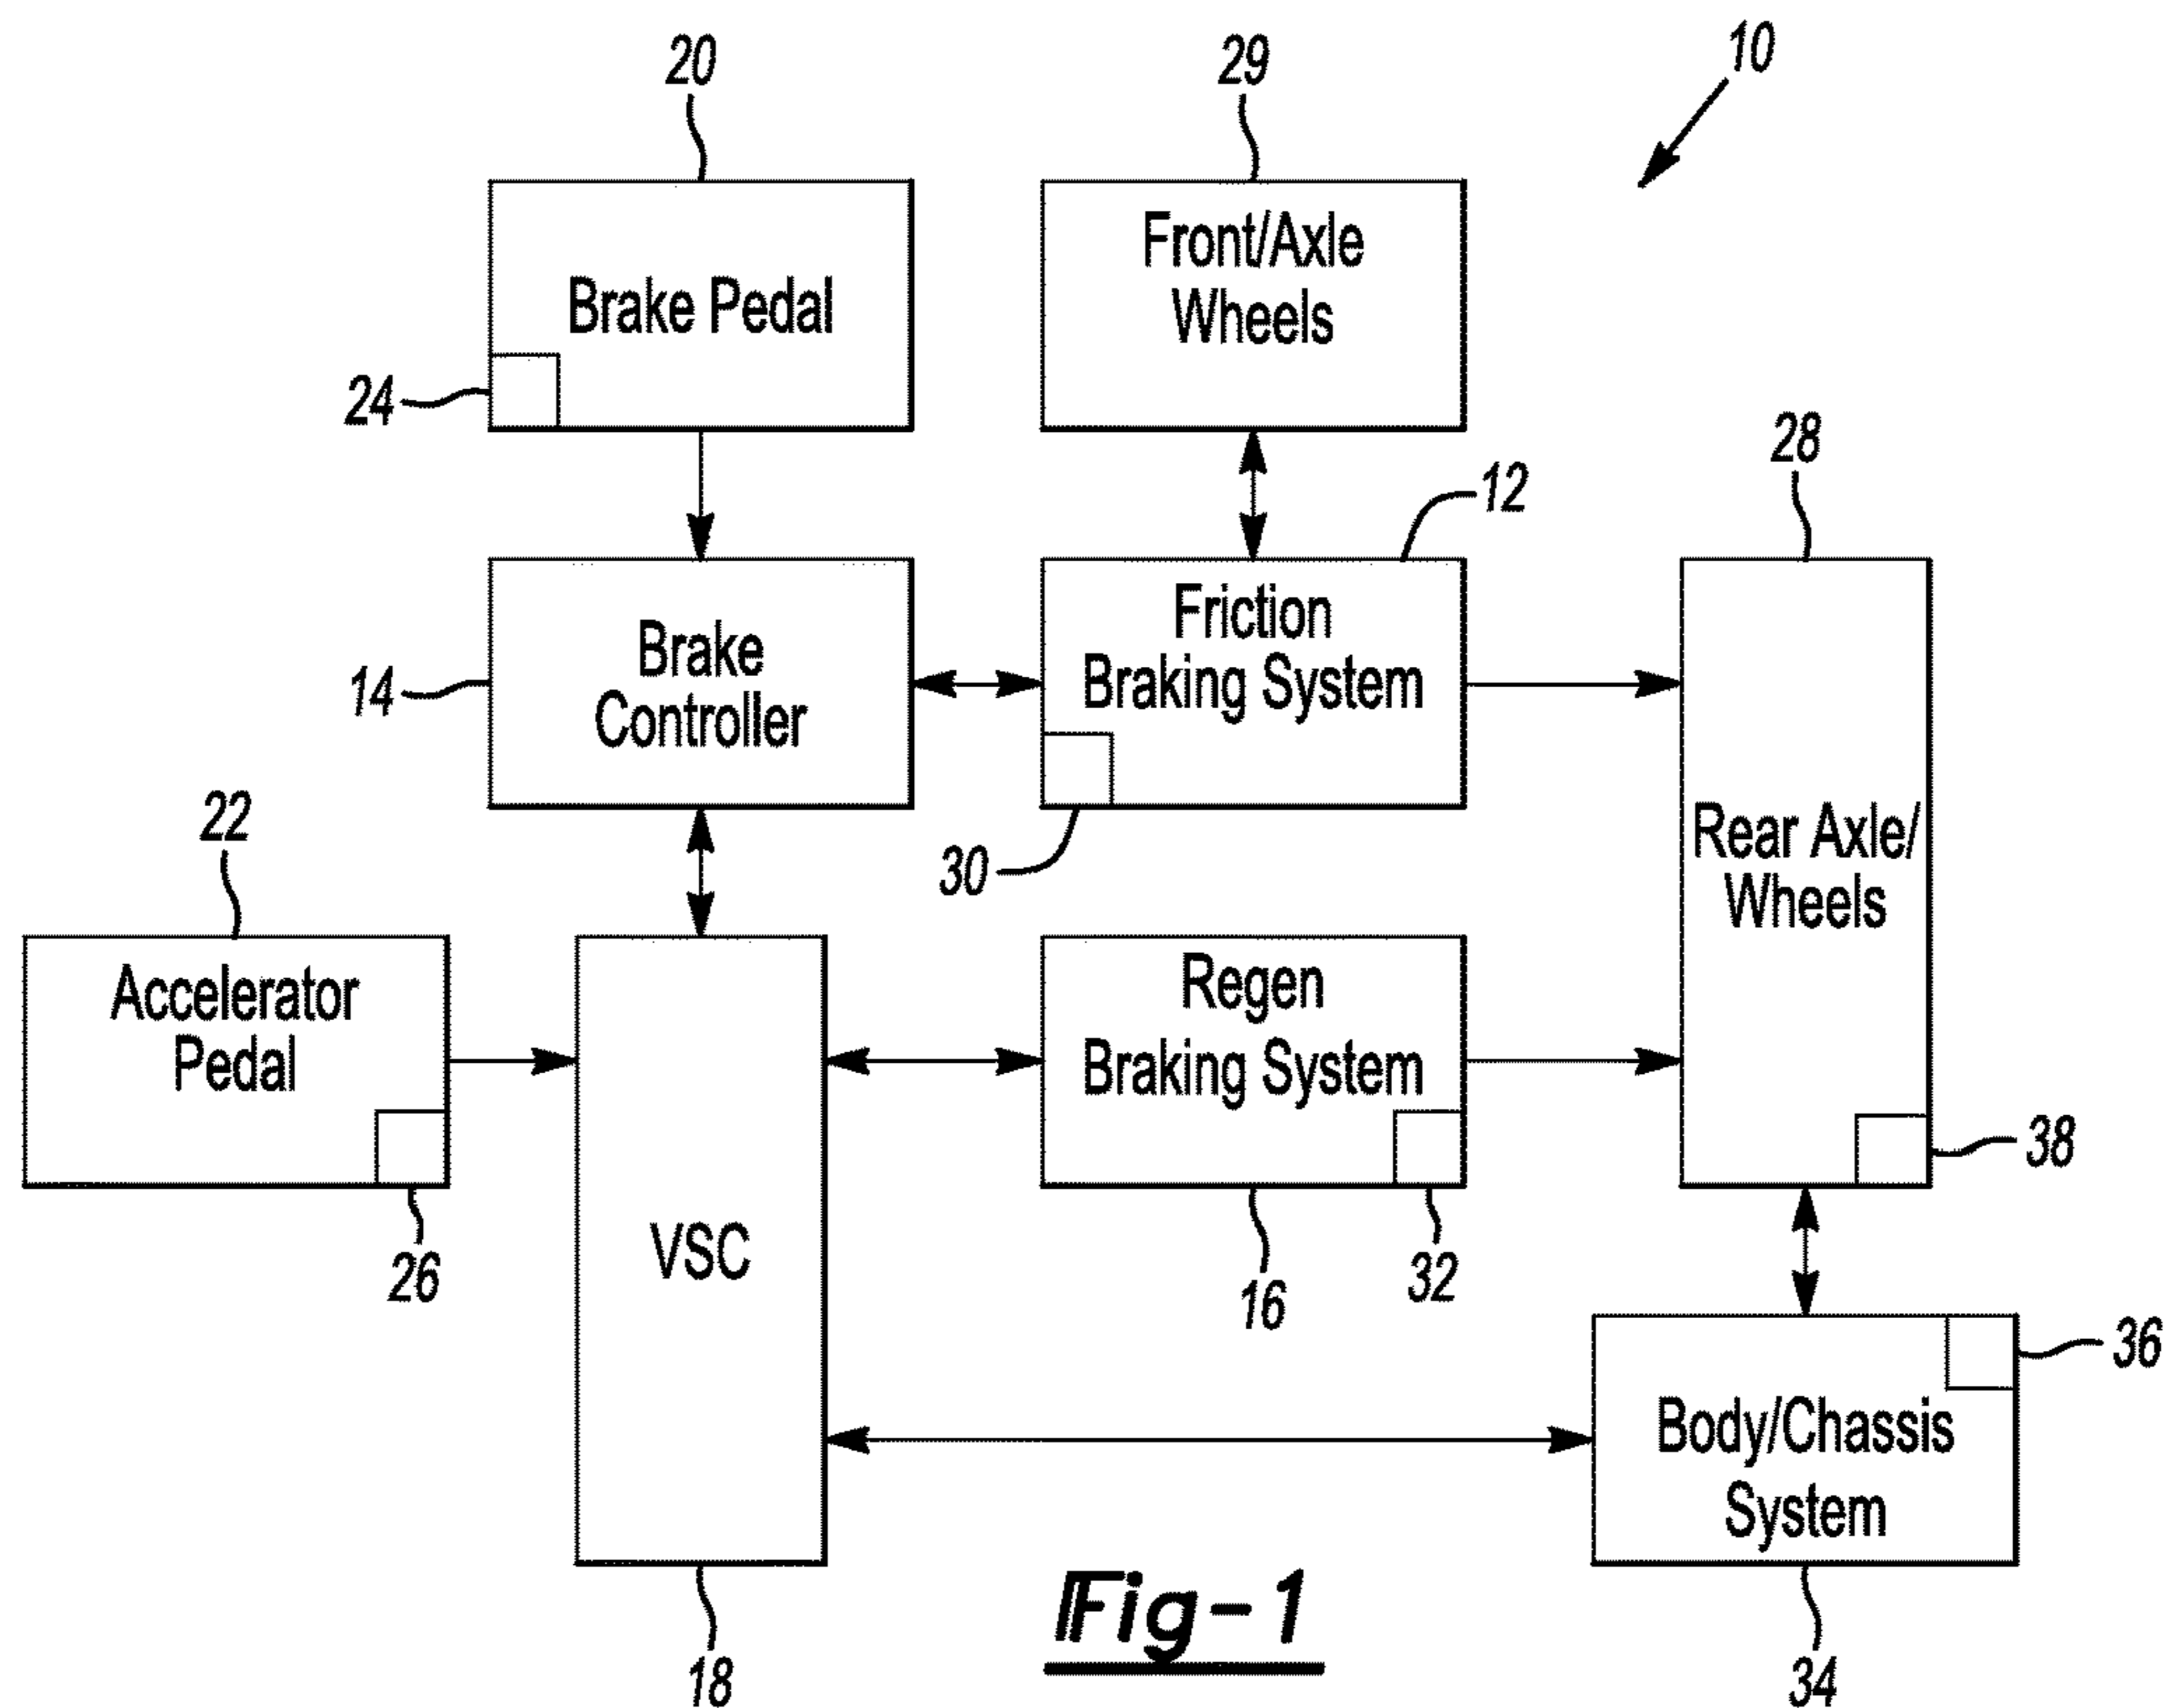 20
29
10
Brake Pedal
Front/Axle
Wheels
24
28
12
Brake
Controller
14
Friction
Braking System
30
Rear Axle/
Wheels
22
Accelerator
Pedal
26
VSC
Regen
Braking System
16
32
38
36
Body/Chassis
System
18
34
Fig-1